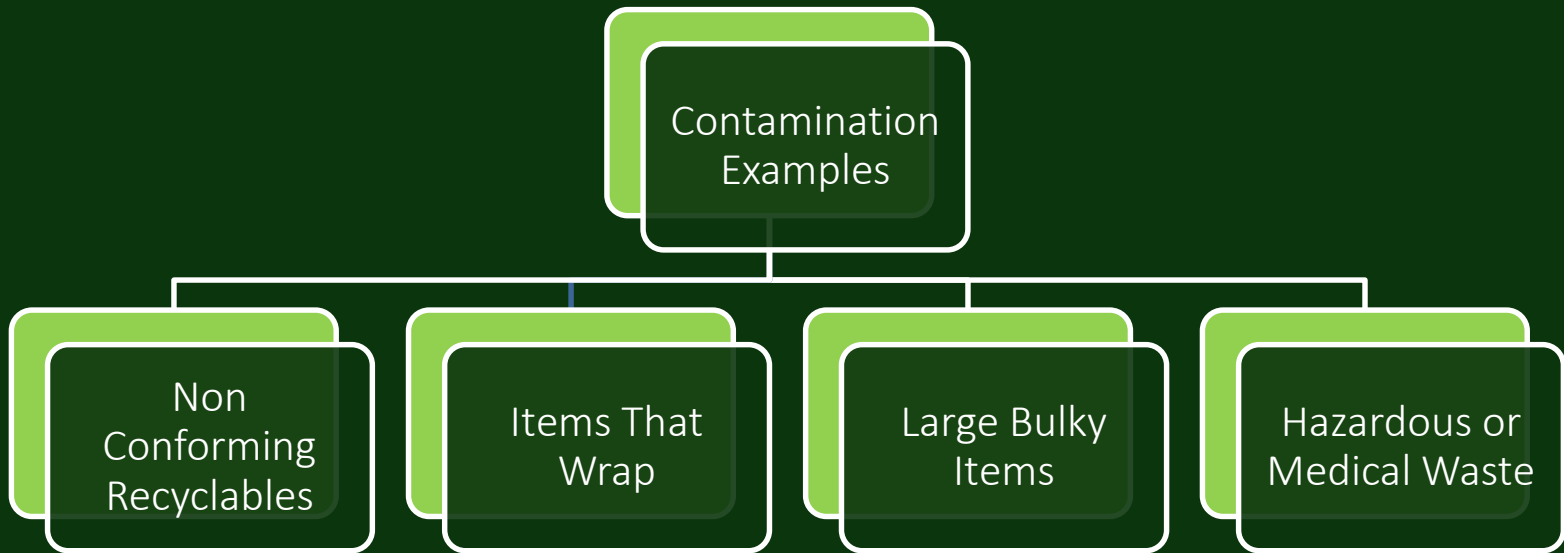 Contamination
Examples
Non
Conforming
Recyclables
Items That
Wrap
Large Bulky
Items
Hazardous or
Medical Waste